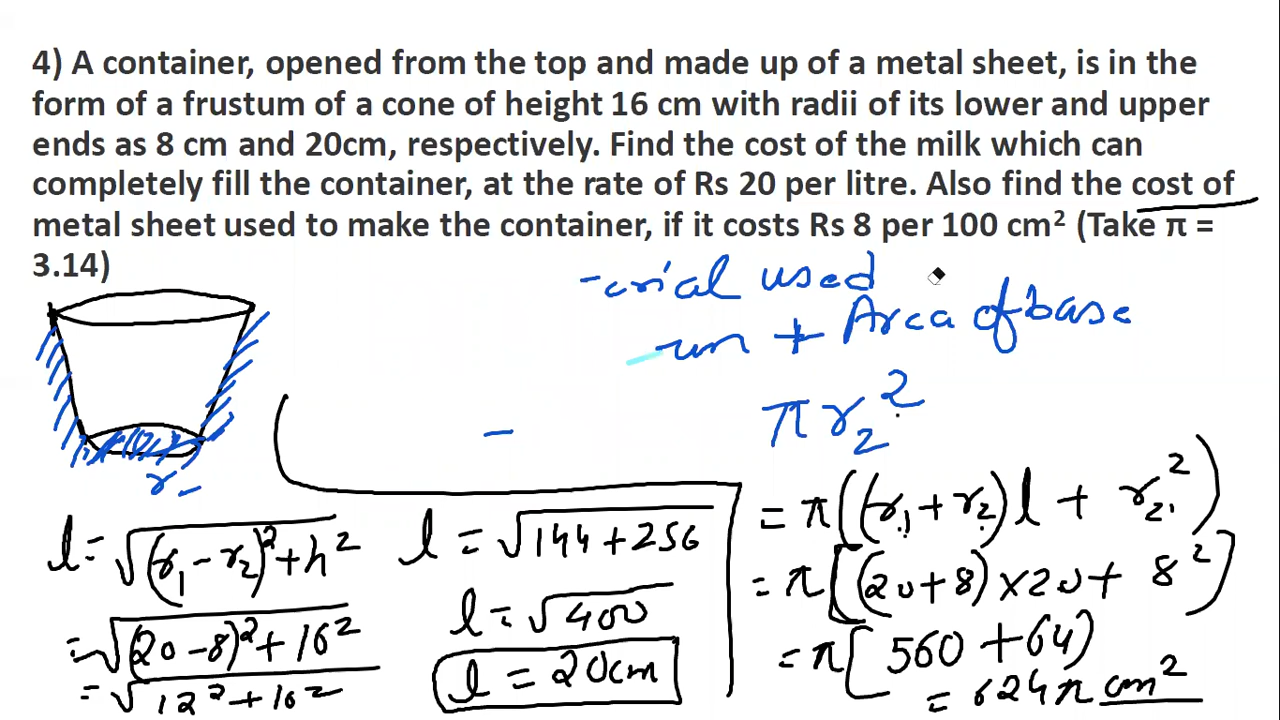 4) A container, opened from the top and made up of a metal sheet, is in the
form of a frustum of a cone of height 16 cm with radii of its lower and upper
ends as 8 cm and 20cm, respectively. Find the cost of the milk which can
completely fill the container, at the rate of Rs 20 per litre. Also find the cost of
metal sheet used to make the container, if it costs Rs 8 per 100 cm² (Take π =
3.14)
used
+ Area of base
πr₂²
r
l = √(r₁-r₂)²+h²
= √(20-8)²+16²
= √12²+16²
l = √144+256
l = √400
l = 20cm
= π((r₁+r₂)l + r₂²)
= π[(20+8)×20+ 8²]
= π[560+64)
= 624π cm²